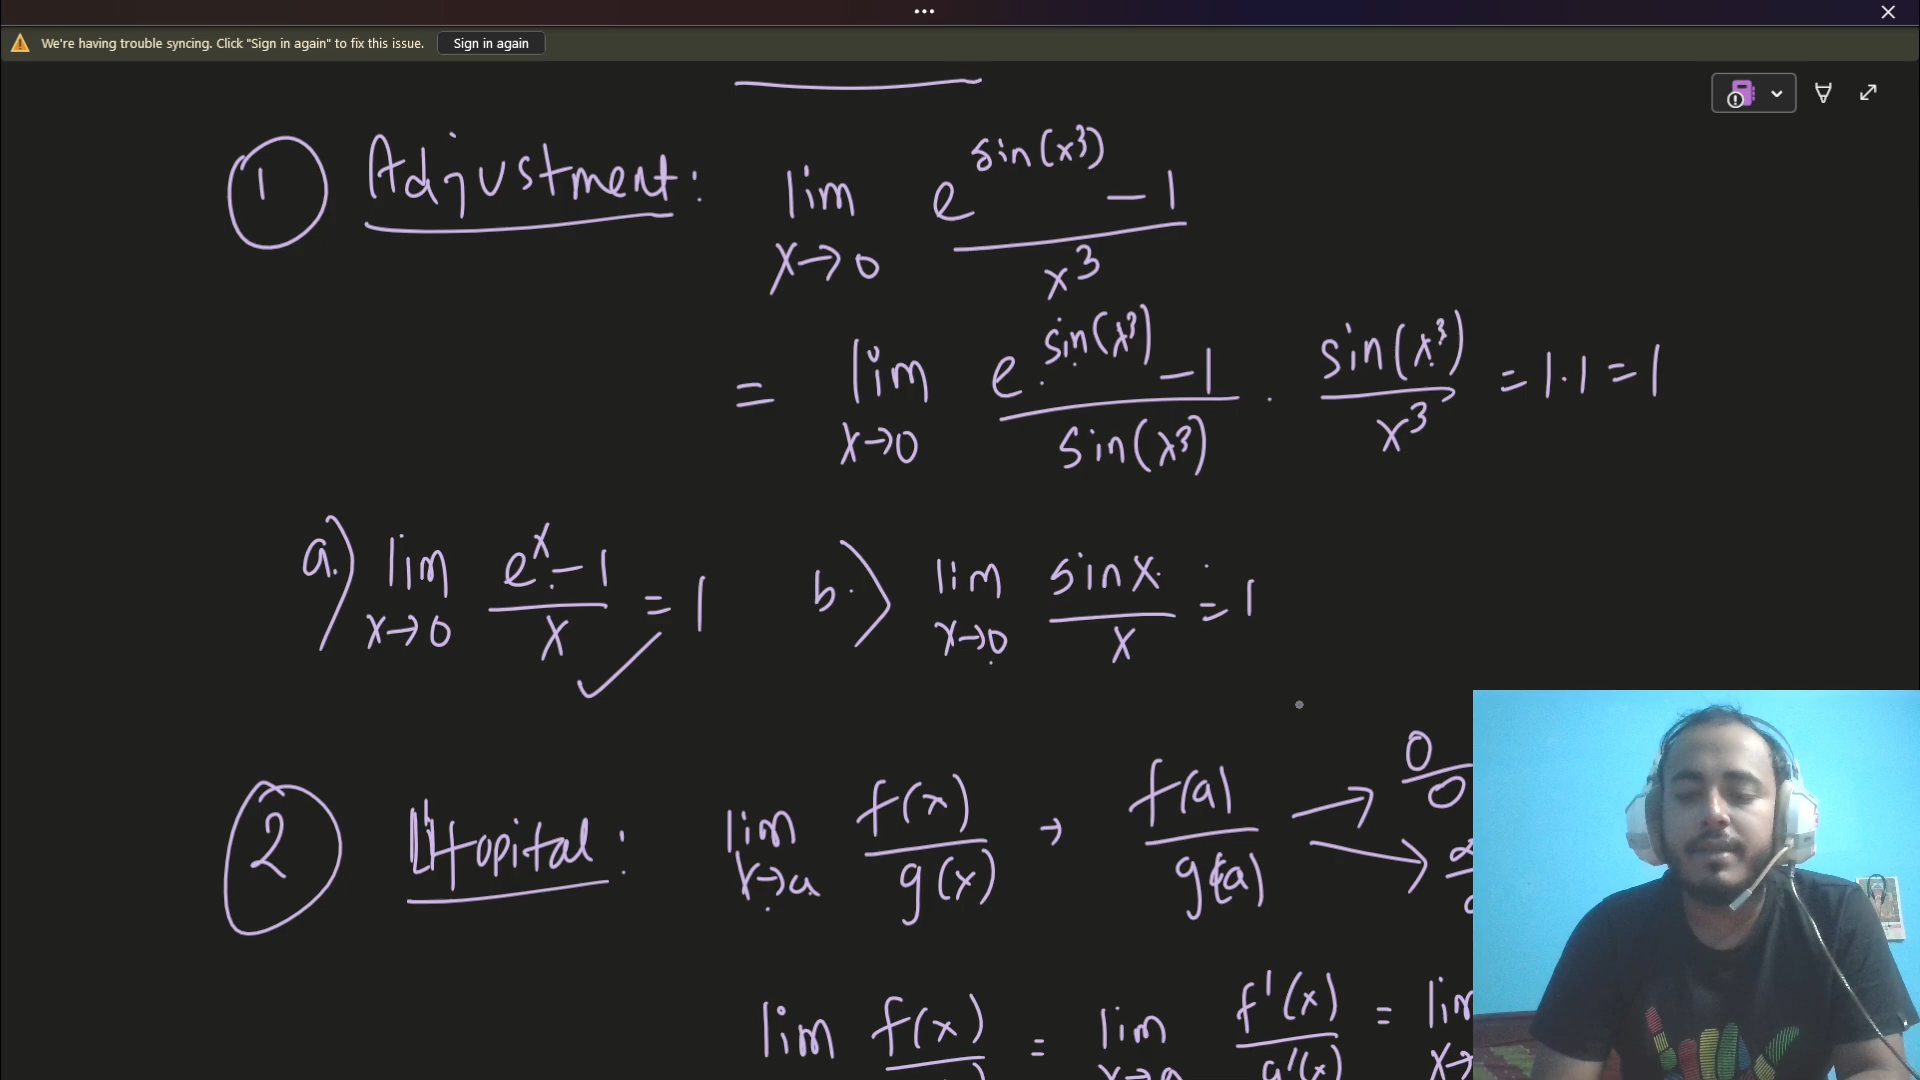 ...
We're having trouble syncing. Click "Sign in again" to fix this issue. Sign in again
① Adjustment: lim x→0 (e^sin(x³) − 1)/x³
= lim x→0 (e^sin(x³) − 1)/sin(x³) · sin(x³)/x³ = 1·1 = 1
a.) lim x→0 (e^x − 1)/x = 1 ✓ b.) lim x→0 sin x/x = 1
② L'Hopital: lim x→a f(x)/g(x) → f(a)/g(a) → 0/0
lim f(x) = lim x→a f'(x)/g'(x) = lim x→